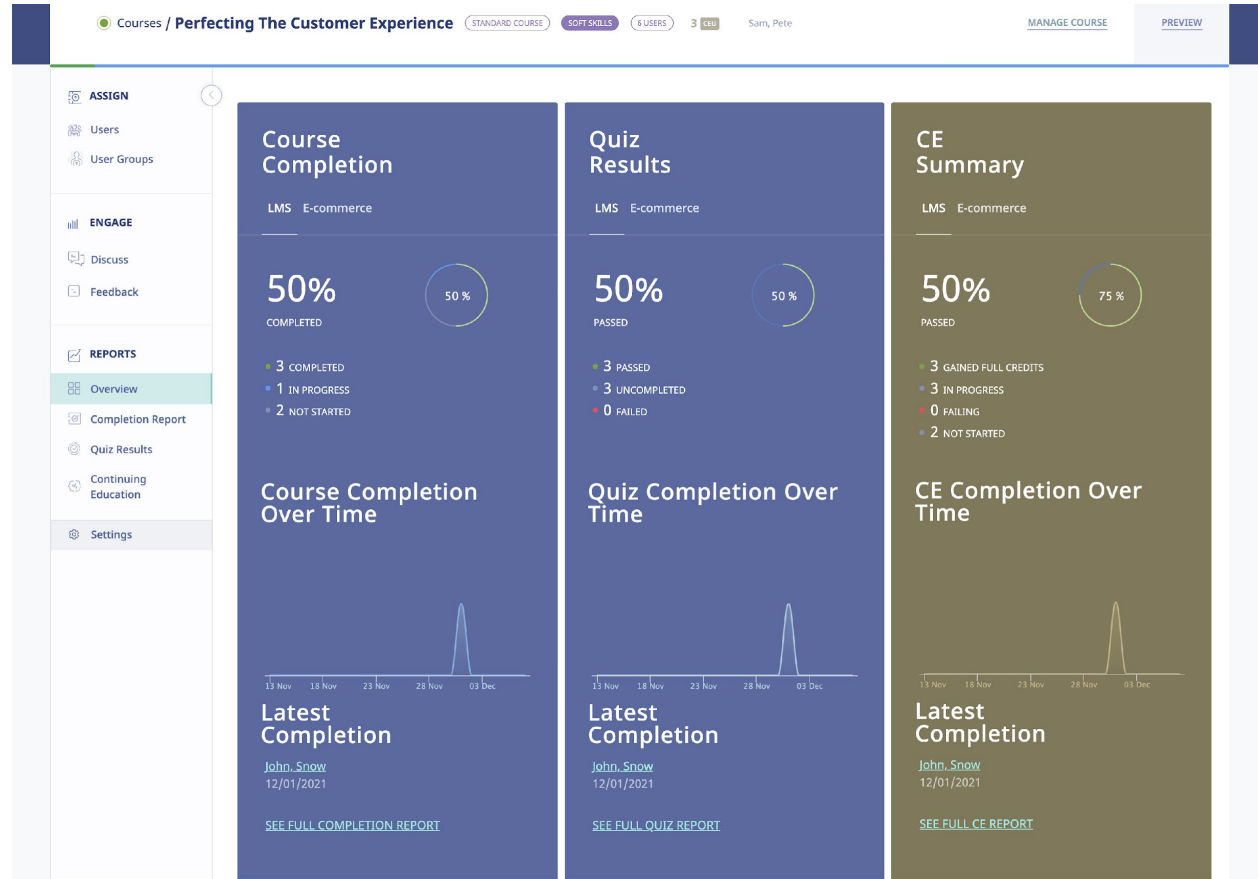 Courses / Perfecting The Customer Experience STANDARD COURSE SOFT SKILLS 6 USERS 3 CEU Sam, Pete MANAGE COURSE PREVIEW
ASSIGN
Users
User Groups
ENGAGE
Discuss
Feedback
REPORTS
Overview
Completion Report
Quiz Results
Continuing
Education
Settings
Course
Completion
LMS E-commerce
50%
COMPLETED
50 %
3 COMPLETED
1 IN PROGRESS
2 NOT STARTED
Course Completion
Over Time
13 Nov 18 Nov 23 Nov 28 Nov 03 Dec
Latest
Completion
John, Snow
12/01/2021
SEE FULL COMPLETION REPORT
Quiz
Results
LMS E-commerce
50%
PASSED
50 %
3 PASSED
3 UNCOMPLETED
0 FAILED
Quiz Completion Over
Time
13 Nov 18 Nov 23 Nov 28 Nov 03 Dec
Latest
Completion
John, Snow
12/01/2021
SEE FULL QUIZ REPORT
CE
Summary
LMS E-commerce
50%
PASSED
75 %
3 GAINED FULL CREDITS
3 IN PROGRESS
0 FAILING
2 NOT STARTED
CE Completion Over
Time
13 Nov 18 Nov 23 Nov 28 Nov 03 Dec
Latest
Completion
John, Snow
12/01/2021
SEE FULL CE REPORT